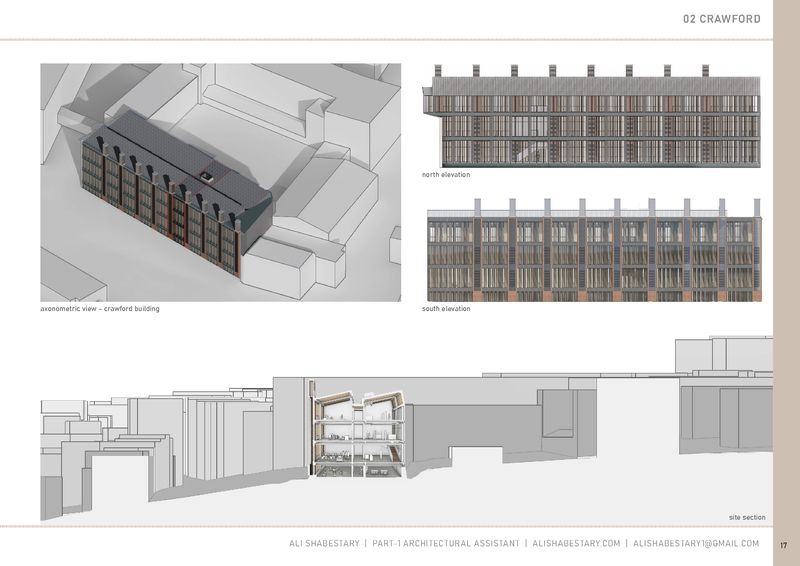 02 CRAWFORD
north elevation
axonometric view - crawford building
south elevation
site section
ALI SHABESTARY | PART-1 ARCHITECTURAL ASSISTANT | ALISHABESTARY.COM | ALISHABESTARY1@GMAIL.COM
17